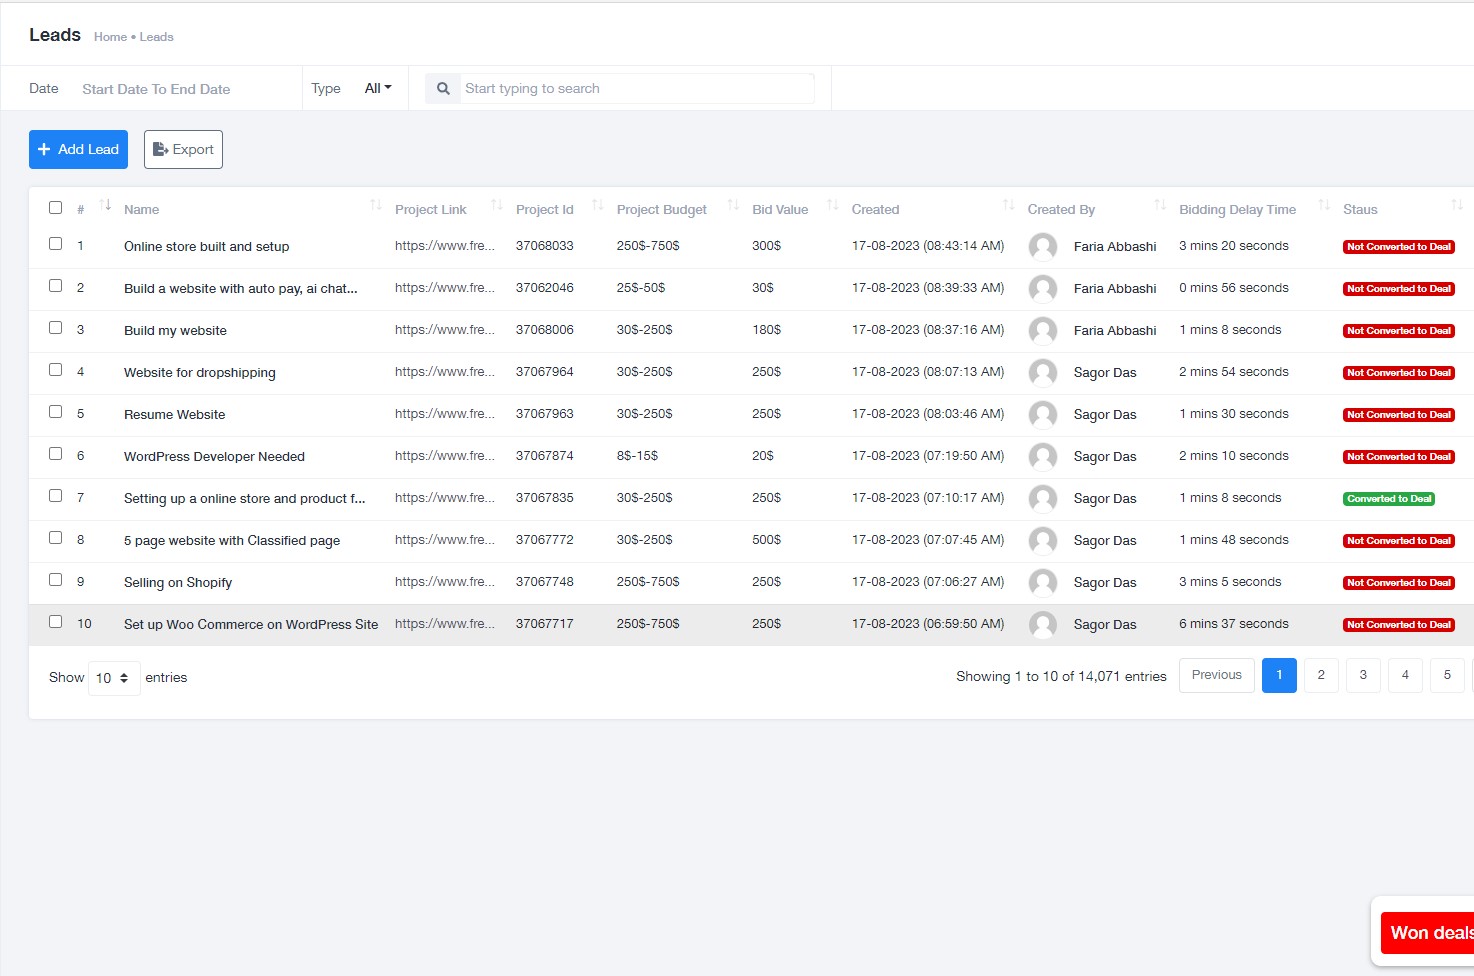 Leads Home • Leads
Date Start Date To End Date Type All Start typing to search
+ Add Lead Export
# Name Project Link Project Id Project Budget Bid Value Created Created By Bidding Delay Time Staus
1 Online store built and setup https://www.fre... 37068033 250$-750$ 300$ 17-08-2023 (08:43:14 AM) Faria Abbashi 3 mins 20 seconds Not Converted to Deal
2 Build a website with auto pay, ai chat... https://www.fre... 37062046 25$-50$ 30$ 17-08-2023 (08:39:33 AM) Faria Abbashi 0 mins 56 seconds Not Converted to Deal
3 Build my website https://www.fre... 37068006 30$-250$ 180$ 17-08-2023 (08:37:16 AM) Faria Abbashi 1 mins 8 seconds Not Converted to Deal
4 Website for dropshipping https://www.fre... 37067964 30$-250$ 250$ 17-08-2023 (08:07:13 AM) Sagor Das 2 mins 54 seconds Not Converted to Deal
5 Resume Website https://www.fre... 37067963 30$-250$ 250$ 17-08-2023 (08:03:46 AM) Sagor Das 1 mins 30 seconds Not Converted to Deal
6 WordPress Developer Needed https://www.fre... 37067874 8$-15$ 20$ 17-08-2023 (07:19:50 AM) Sagor Das 2 mins 10 seconds Not Converted to Deal
7 Setting up a online store and product f... https://www.fre... 37067835 30$-250$ 250$ 17-08-2023 (07:10:17 AM) Sagor Das 1 mins 8 seconds Converted to Deal
8 5 page website with Classified page https://www.fre... 37067772 30$-250$ 500$ 17-08-2023 (07:07:45 AM) Sagor Das 1 mins 48 seconds Not Converted to Deal
9 Selling on Shopify https://www.fre... 37067748 250$-750$ 250$ 17-08-2023 (07:06:27 AM) Sagor Das 3 mins 5 seconds Not Converted to Deal
10 Set up Woo Commerce on WordPress Site https://www.fre... 37067717 250$-750$ 250$ 17-08-2023 (06:59:50 AM) Sagor Das 6 mins 37 seconds Not Converted to Deal
Show 10 entries Showing 1 to 10 of 14,071 entries Previous 1 2 3 4 5
Won deals